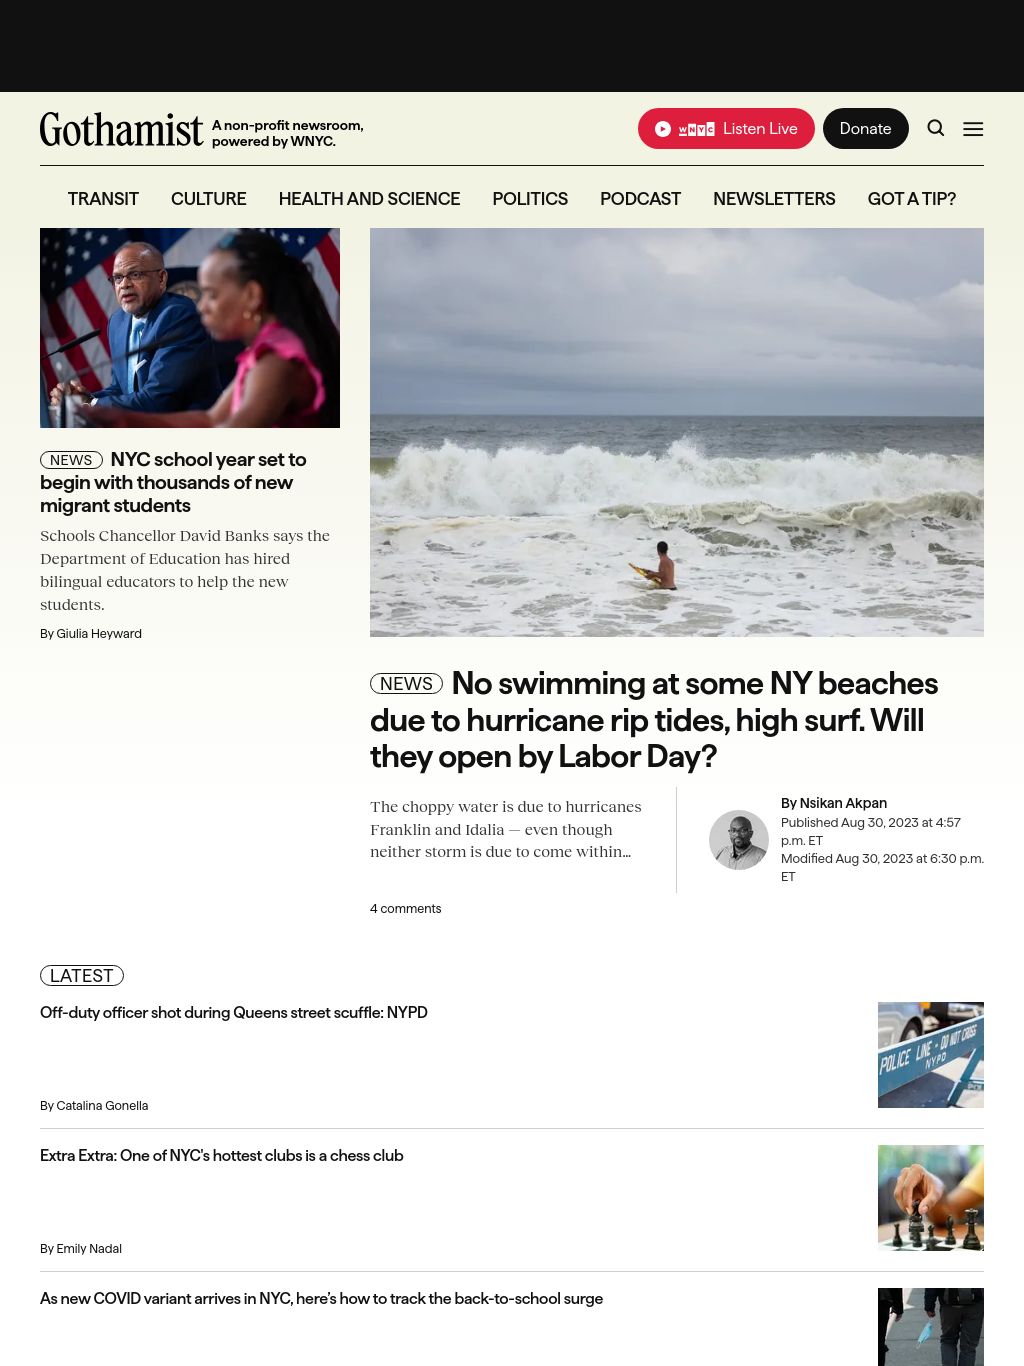 Gothamist
A non-profit newsroom,
powered by WNYC.
WNYC Listen Live
Donate
TRANSIT CULTURE HEALTH AND SCIENCE POLITICS PODCAST NEWSLETTERS GOT A TIP?
NEWS NYC school year set to
begin with thousands of new
migrant students
Schools Chancellor David Banks says the
Department of Education has hired
bilingual educators to help the new
students.
By Giulia Heyward
NEWS No swimming at some NY beaches
due to hurricane rip tides, high surf. Will
they open by Labor Day?
The choppy water is due to hurricanes
Franklin and Idalia — even though
neither storm is due to come within...
By Nsikan Akpan
Published Aug 30, 2023 at 4:57
p.m. ET
Modified Aug 30, 2023 at 6:30 p.m.
ET
4 comments
LATEST
Off-duty officer shot during Queens street scuffle: NYPD
By Catalina Gonella
POLICE LINE - DO NOT CROSS
NYPD
Extra Extra: One of NYC's hottest clubs is a chess club
By Emily Nadal
As new COVID variant arrives in NYC, here’s how to track the back-to-school surge